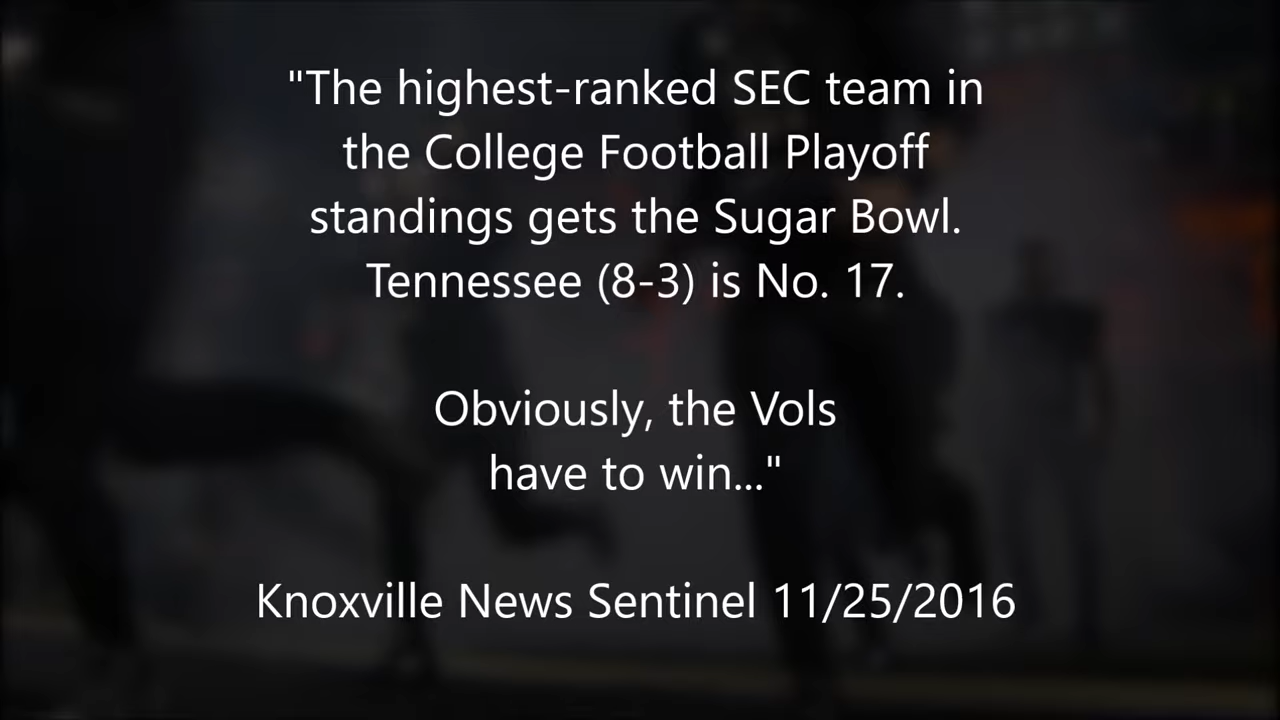 "The highest-ranked SEC team in
the College Football Playoff
standings gets the Sugar Bowl.
Tennessee (8-3) is No. 17.
Obviously, the Vols
have to win..."
Knoxville News Sentinel 11/25/2016